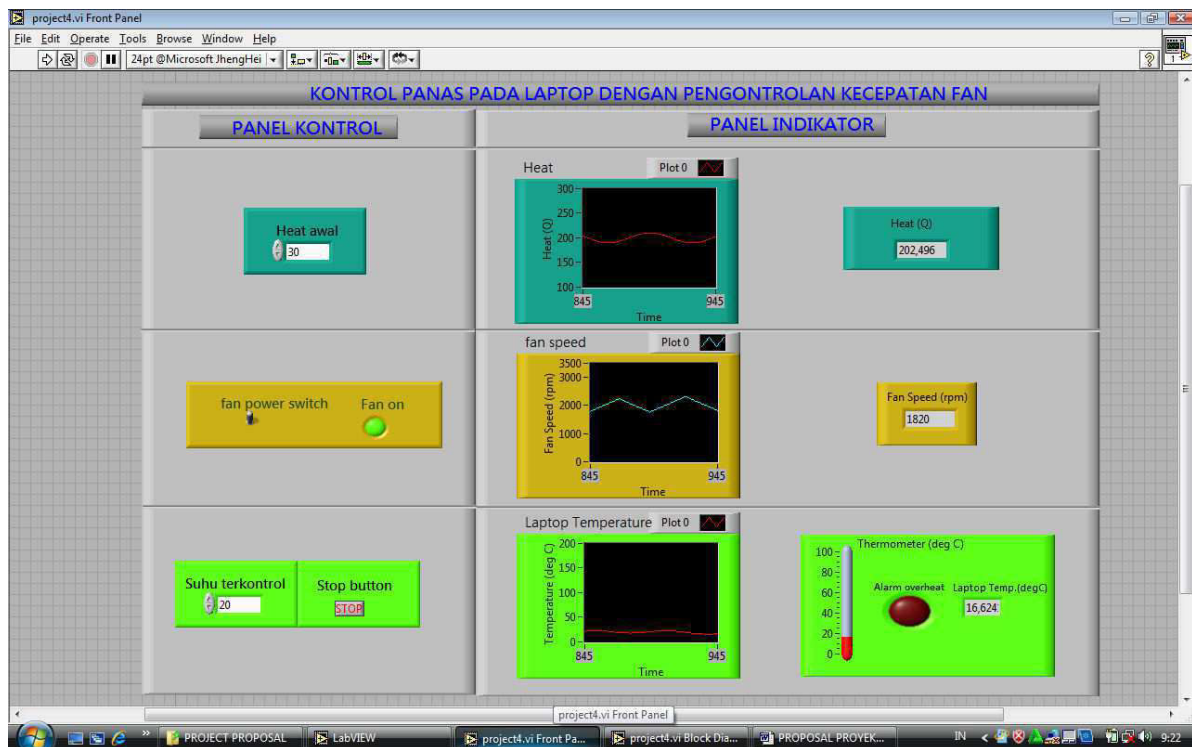 project4.vi Front Panel
File Edit Operate Tools Browse Window Help
24pt @Microsoft JhengHei
?
1
KONTROL PANAS PADA LAPTOP DENGAN PENGONTROLAN KECEPATAN FAN
PANEL KONTROL
PANEL INDIKATOR
Heat awal
30
Heat
Plot 0
300
250
200
150
100
Heat (Q)
845
945
Time
Heat (Q)
202,496
fan power switch
Fan on
fan speed
Plot 0
3500
3000
2000
1000
0
Fan Speed (rpm)
845
945
Time
Fan Speed (rpm)
1820
Suhu terkontrol
20
Stop button
STOP
Laptop Temperature
Plot 0
200
150
100
50
0
Temperature (deg C)
845
945
Time
Thermometer (deg C)
100
80
60
40
20
0
Alarm overheat
Laptop Temp.(degC)
16,624
project4.vi Front Panel
PROJECT PROPOSAL
LabVIEW
project4.vi Front Pa...
project4.vi Block Dia...
PROPOSAL PROYEK...
IN
9:22